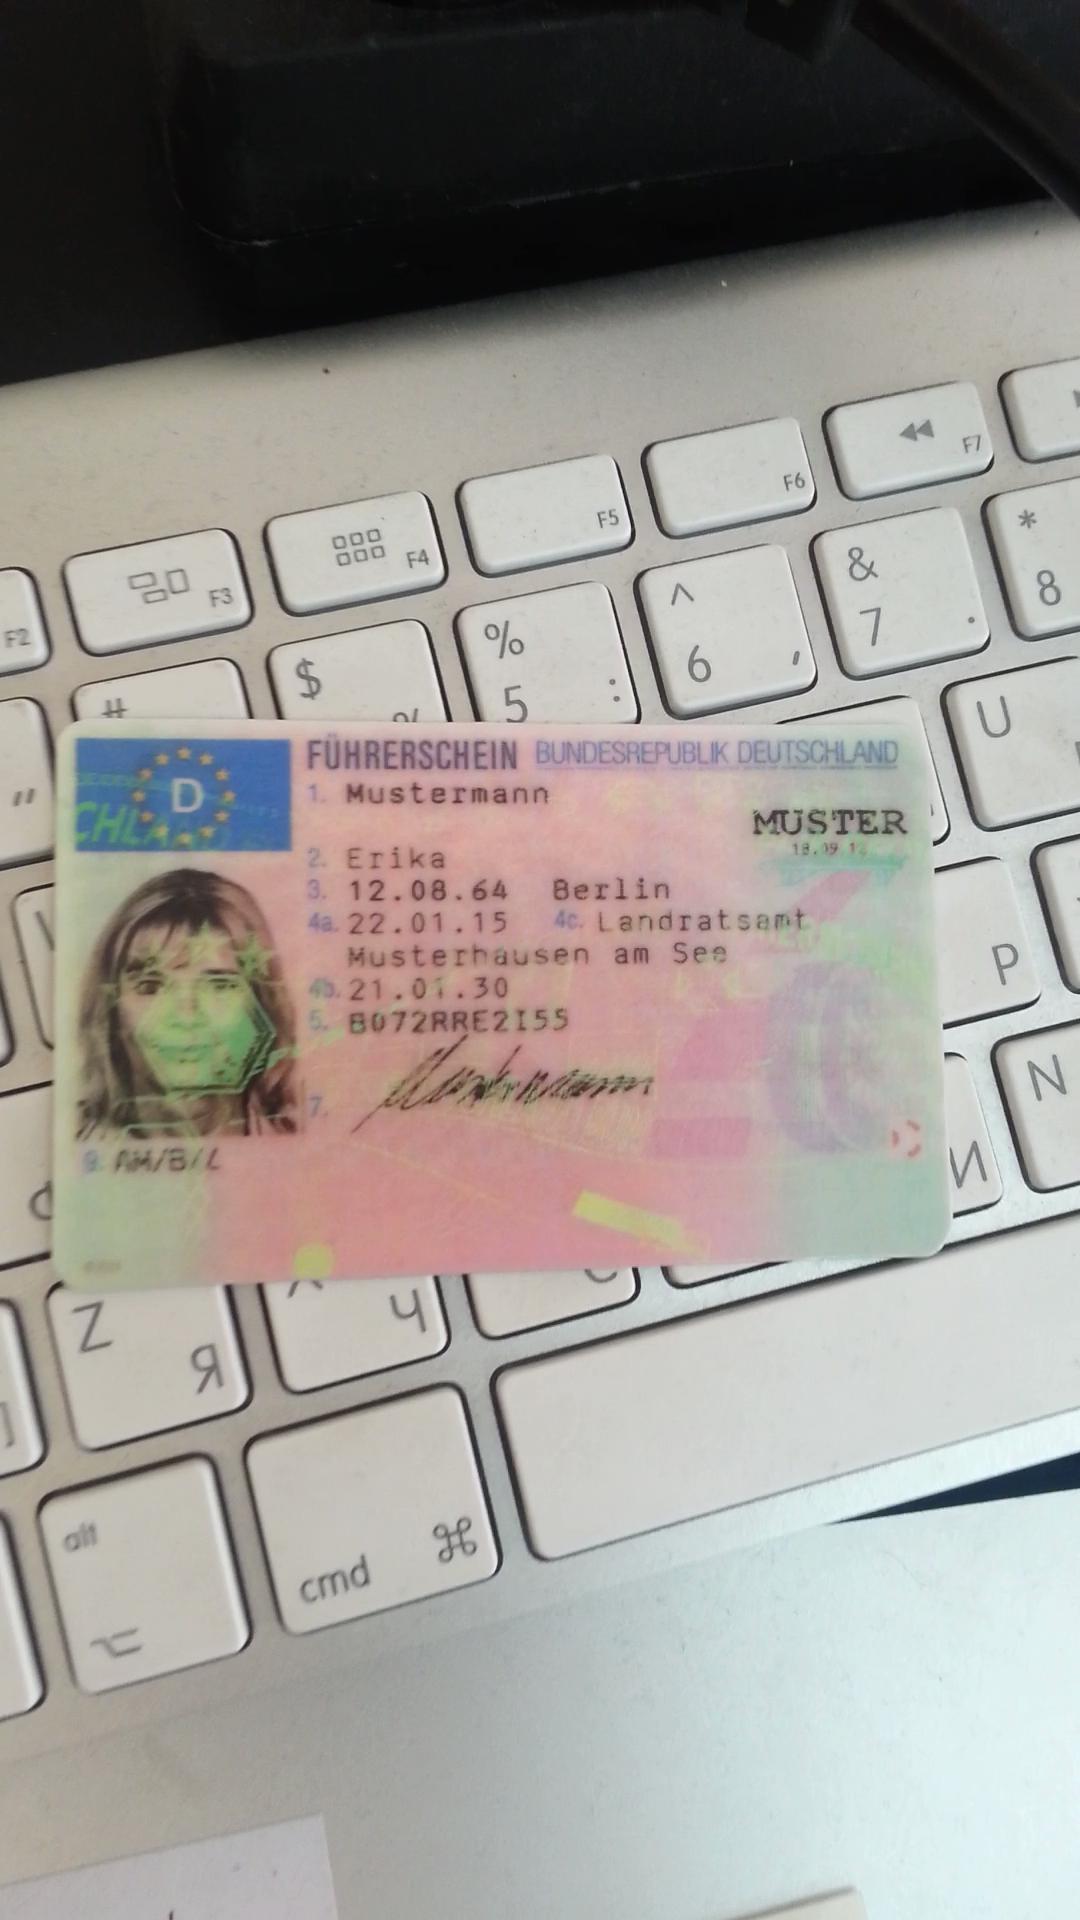 F7
F6
F5
F4
F3
F2
* 8
& 7 .
^ 6 ,
% 5 :
$ %
#
"
U
D
FÜHRERSCHEIN BUNDESREPUBLIK DEUTSCHLAND
1. Mustermann
MUSTER
2. Erika
3. 12.08.64 Berlin
4a. 22.01.15 4c. Landratsamt
Musterhausen am See
4b. 21.01.30
5. B072RRE2I55
7. Mustermann
9. AM/B/L
Р
N
И
Z Я
Ч
alt
cmd ⌘